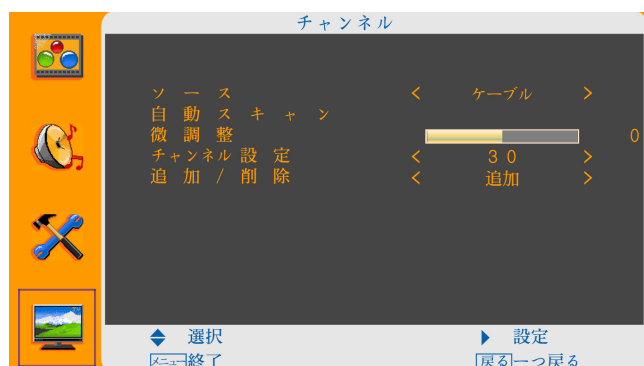 チャンネル
ソース < ケーブル >
自動スキャン
微調整 0
チャンネル設定 < 30 >
追加/削除 < 追加 >
選択 設定
メニュー終了 戻る一つ戻る